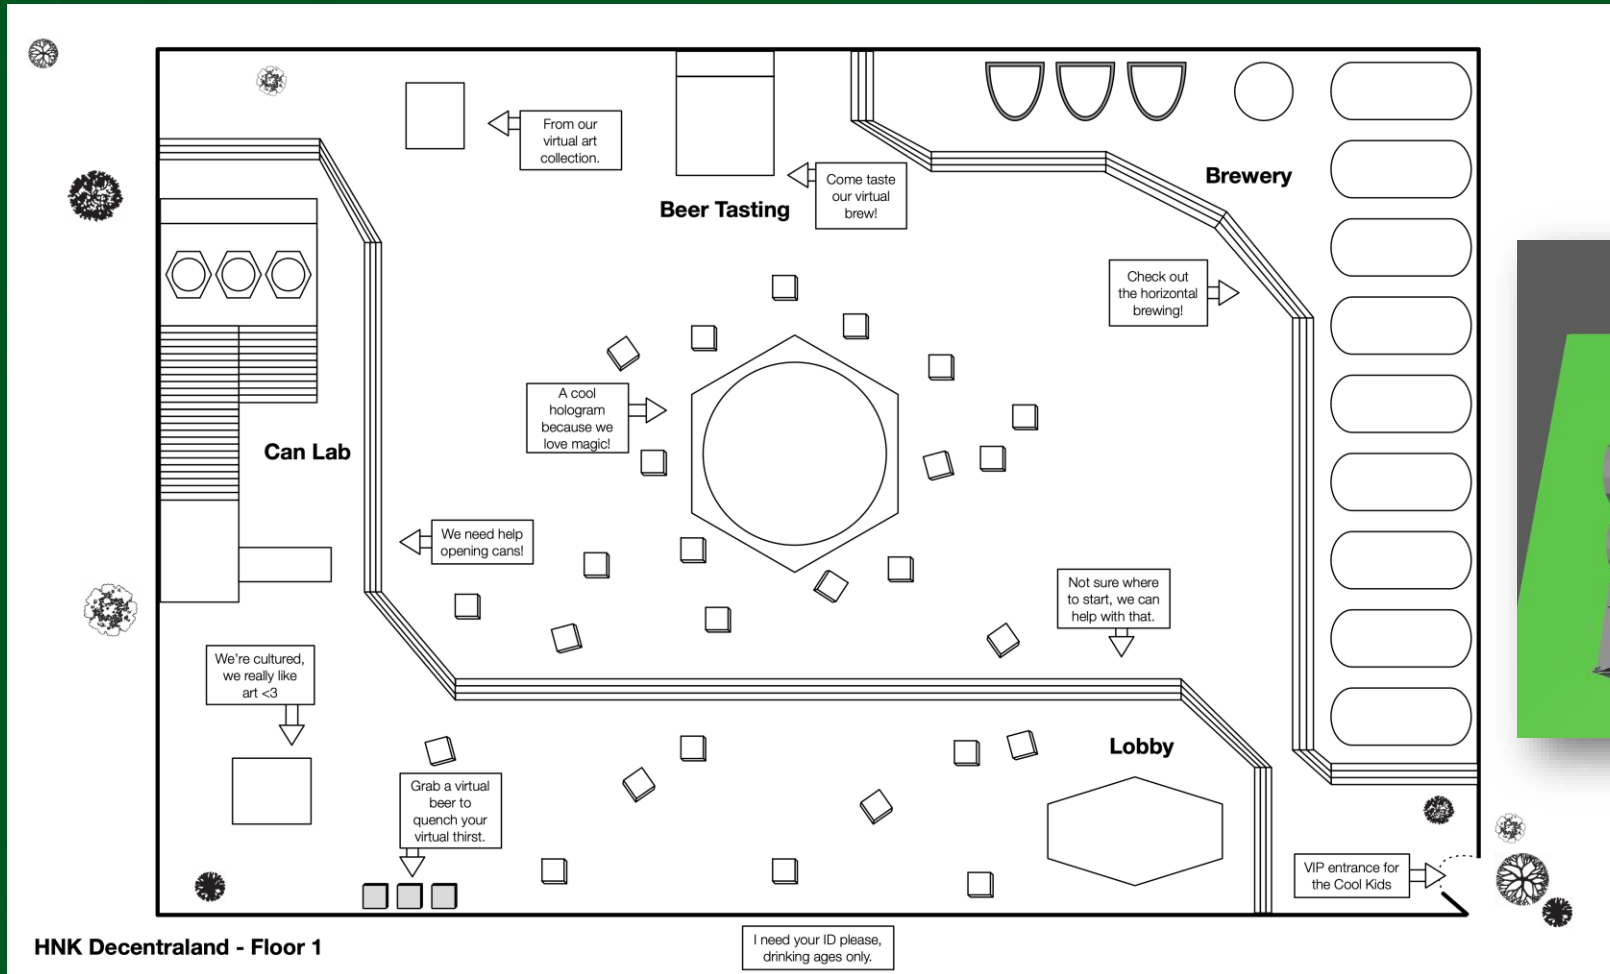 From our
virtual art
collection.
Come taste
our virtual
brew!
Beer Tasting
Brewery
Check out
the horizontal
brewing!
A cool
hologram
because we
love magic!
Can Lab
We need help
opening cans!
Not sure where
to start, we can
help with that.
We're cultured,
we really like
art <3
Lobby
Grab a virtual
beer to
quench your
virtual thirst.
VIP entrance for
the Cool Kids
HNK Decentraland - Floor 1
I need your ID please,
drinking ages only.